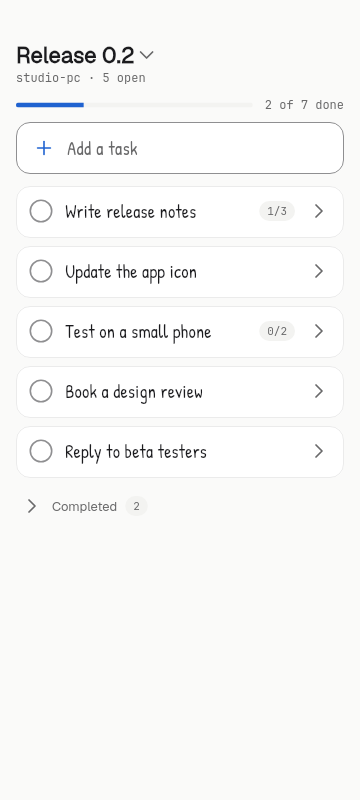 Release 0.2
studio-pc · 5 open
2 of 7 done
Add a task
Write release notes 1/3
Update the app icon
Test on a small phone 0/2
Book a design review
Reply to beta testers
Completed 2